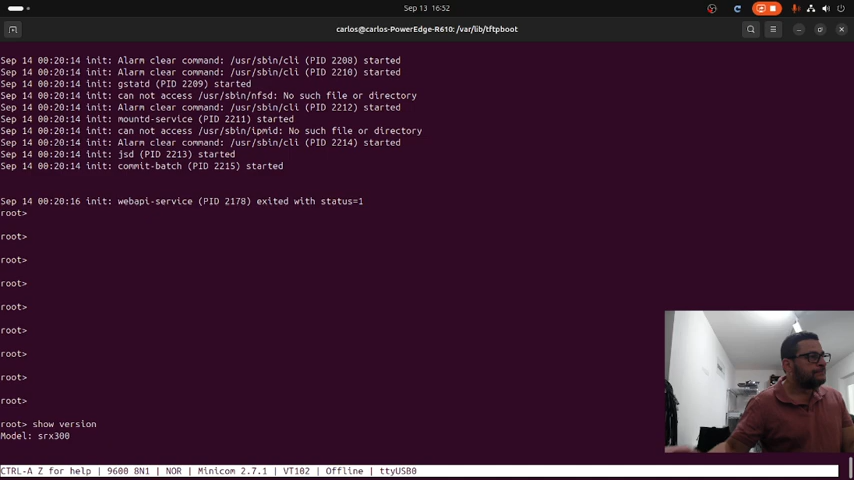 Sep 13 16:52
carlos@carlos-PowerEdge-R610: /var/lib/tftpboot
Sep 14 00:20:14 init: Alarm clear command: /usr/sbin/cli (PID 2208) started
Sep 14 00:20:14 init: Alarm clear command: /usr/sbin/cli (PID 2210) started
Sep 14 00:20:14 init: gstatd (PID 2209) started
Sep 14 00:20:14 init: can not access /usr/sbin/nfsd: No such file or directory
Sep 14 00:20:14 init: Alarm clear command: /usr/sbin/cli (PID 2212) started
Sep 14 00:20:14 init: mountd-service (PID 2211) started
Sep 14 00:20:14 init: can not access /usr/sbin/ipmid: No such file or directory
Sep 14 00:20:14 init: Alarm clear command: /usr/sbin/cli (PID 2214) started
Sep 14 00:20:14 init: jsd (PID 2213) started
Sep 14 00:20:14 init: commit-batch (PID 2215) started
Sep 14 00:20:16 init: webapi-service (PID 2178) exited with status=1
root>
root>
root>
root>
root>
root>
root>
root>
root>
root> show version
Model: srx300
CTRL-A Z for help | 9600 8N1 | NOR | Minicom 2.7.1 | VT102 | Offline | ttyUSB0